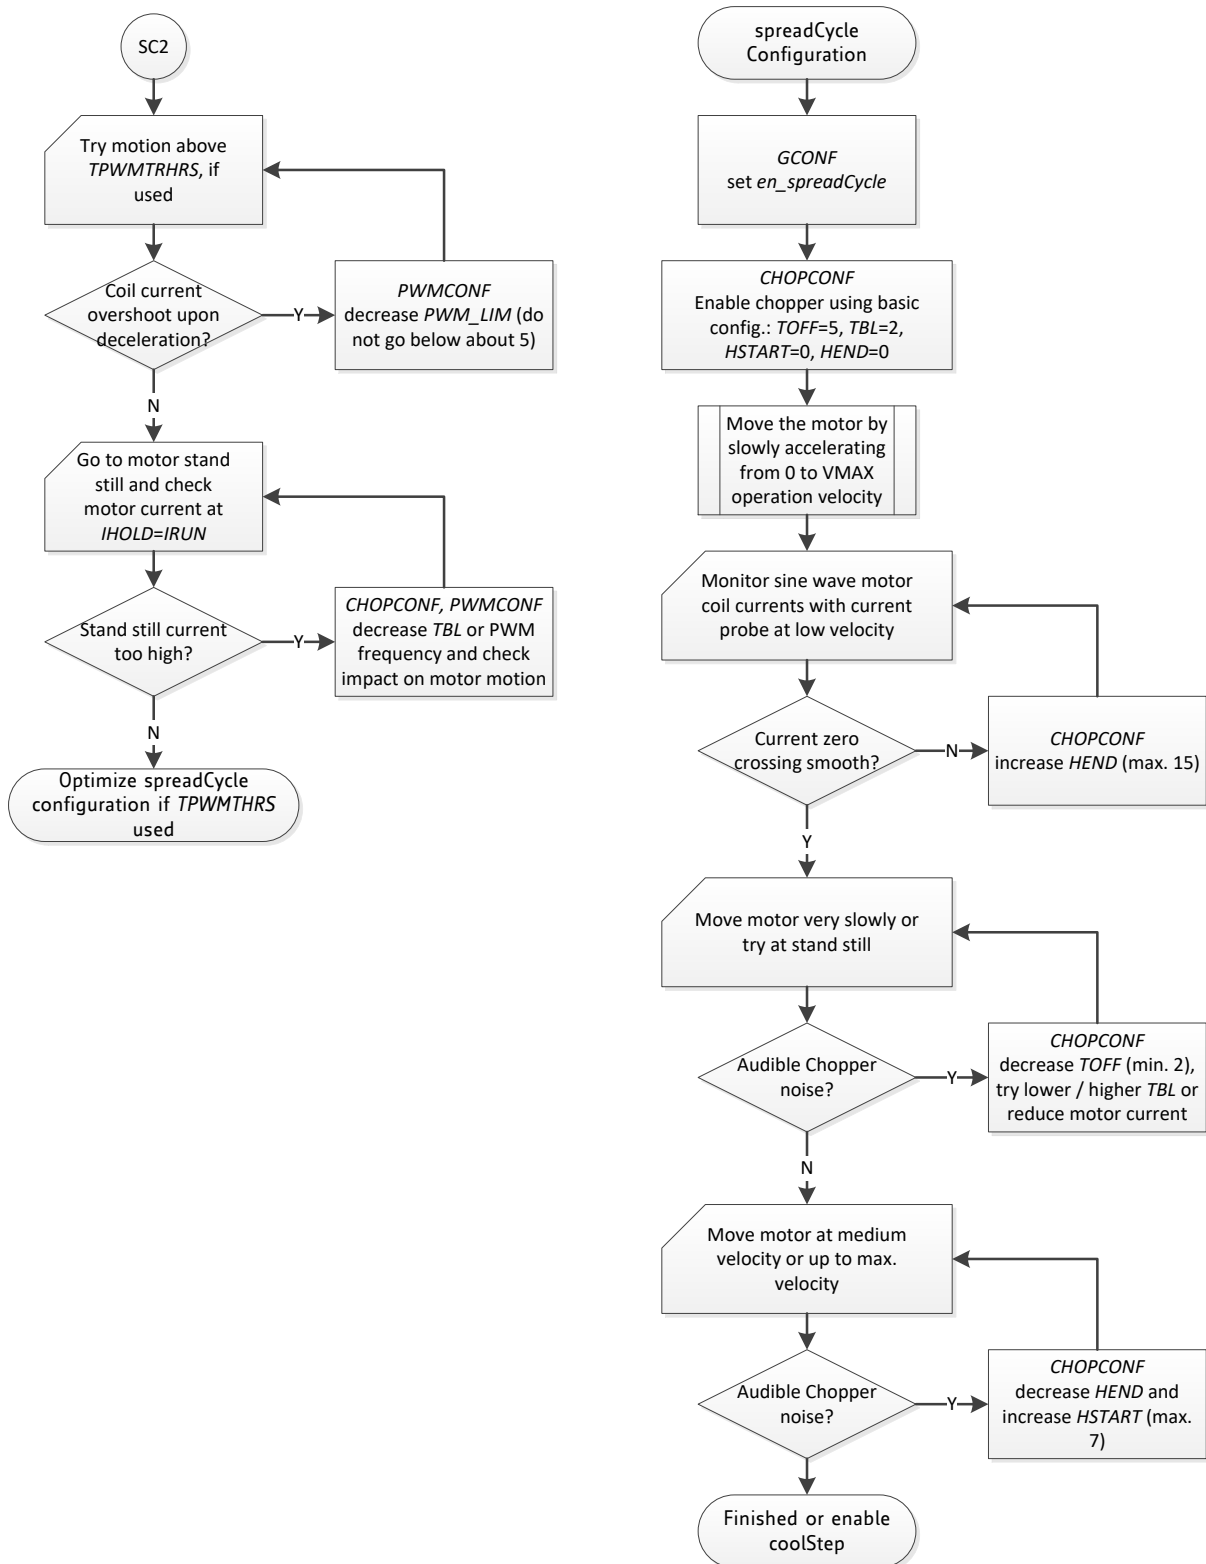 SC2
Try motion above
TPWMTRHRS, if
used
Coil current
overshoot upon
deceleration?
Y
PWMCONF
decrease PWM_LIM (do
not go below about 5)
N
Go to motor stand
still and check
motor current at
IHOLD=IRUN
Stand still current
too high?
Y
CHOPCONF, PWMCONF
decrease TBL or PWM
frequency and check
impact on motor motion
N
Optimize spreadCycle
configuration if TPWMTHRS
used
spreadCycle
Configuration
GCONF
set en_spreadCycle
CHOPCONF
Enable chopper using basic
config.: TOFF=5, TBL=2,
HSTART=0, HEND=0
Move the motor by
slowly accelerating
from 0 to VMAX
operation velocity
Monitor sine wave motor
coil currents with current
probe at low velocity
Current zero
crossing smooth?
N
CHOPCONF
increase HEND (max. 15)
Y
Move motor very slowly or
try at stand still
Audible Chopper
noise?
Y
CHOPCONF
decrease TOFF (min. 2),
try lower / higher TBL or
reduce motor current
N
Move motor at medium
velocity or up to max.
velocity
Audible Chopper
noise?
Y
CHOPCONF
decrease HEND and
increase HSTART (max.
7)
Finished or enable
coolStep